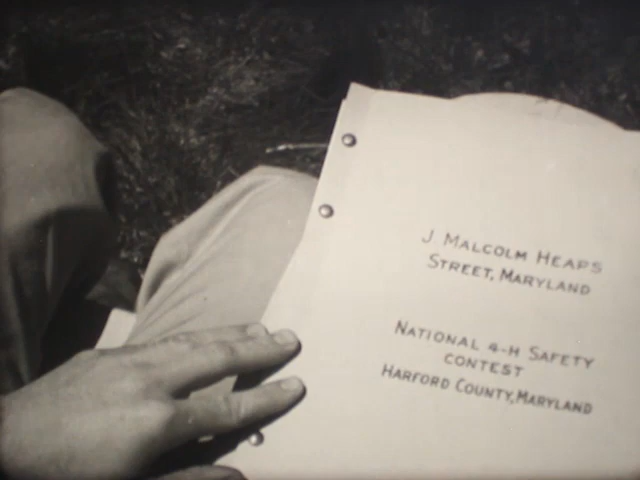 J MALCOLM HEAPS
STREET, MARYLAND
NATIONAL 4-H SAFETY
CONTEST
HARFORD COUNTY, MARYLAND